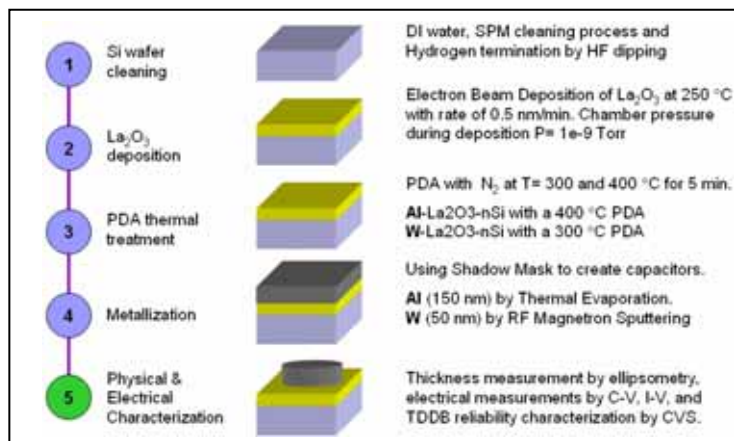 1
Si wafer
cleaning
DI water, SPM cleaning process and
Hydrogen termination by HF dipping
2
La₂O₃
deposition
Electron Beam Deposition of La₂O₃ at 250 °C
with rate of 0.5 nm/min. Chamber pressure
during deposition P= 1e-9 Torr
3
PDA thermal
treatment
PDA with N₂ at T= 300 and 400 °C for 5 min.
Al-La2O3-nSi with a 400 °C PDA
W-La2O3-nSi with a 300 °C PDA
4
Metallization
Using Shadow Mask to create capacitors.
Al (150 nm) by Thermal Evaporation.
W (50 nm) by RF Magnetron Sputtering
5
Physical &
Electrical
Characterization
Thickness measurement by ellipsometry,
electrical measurements by C-V, I-V, and
TDDB reliability characterization by CVS.